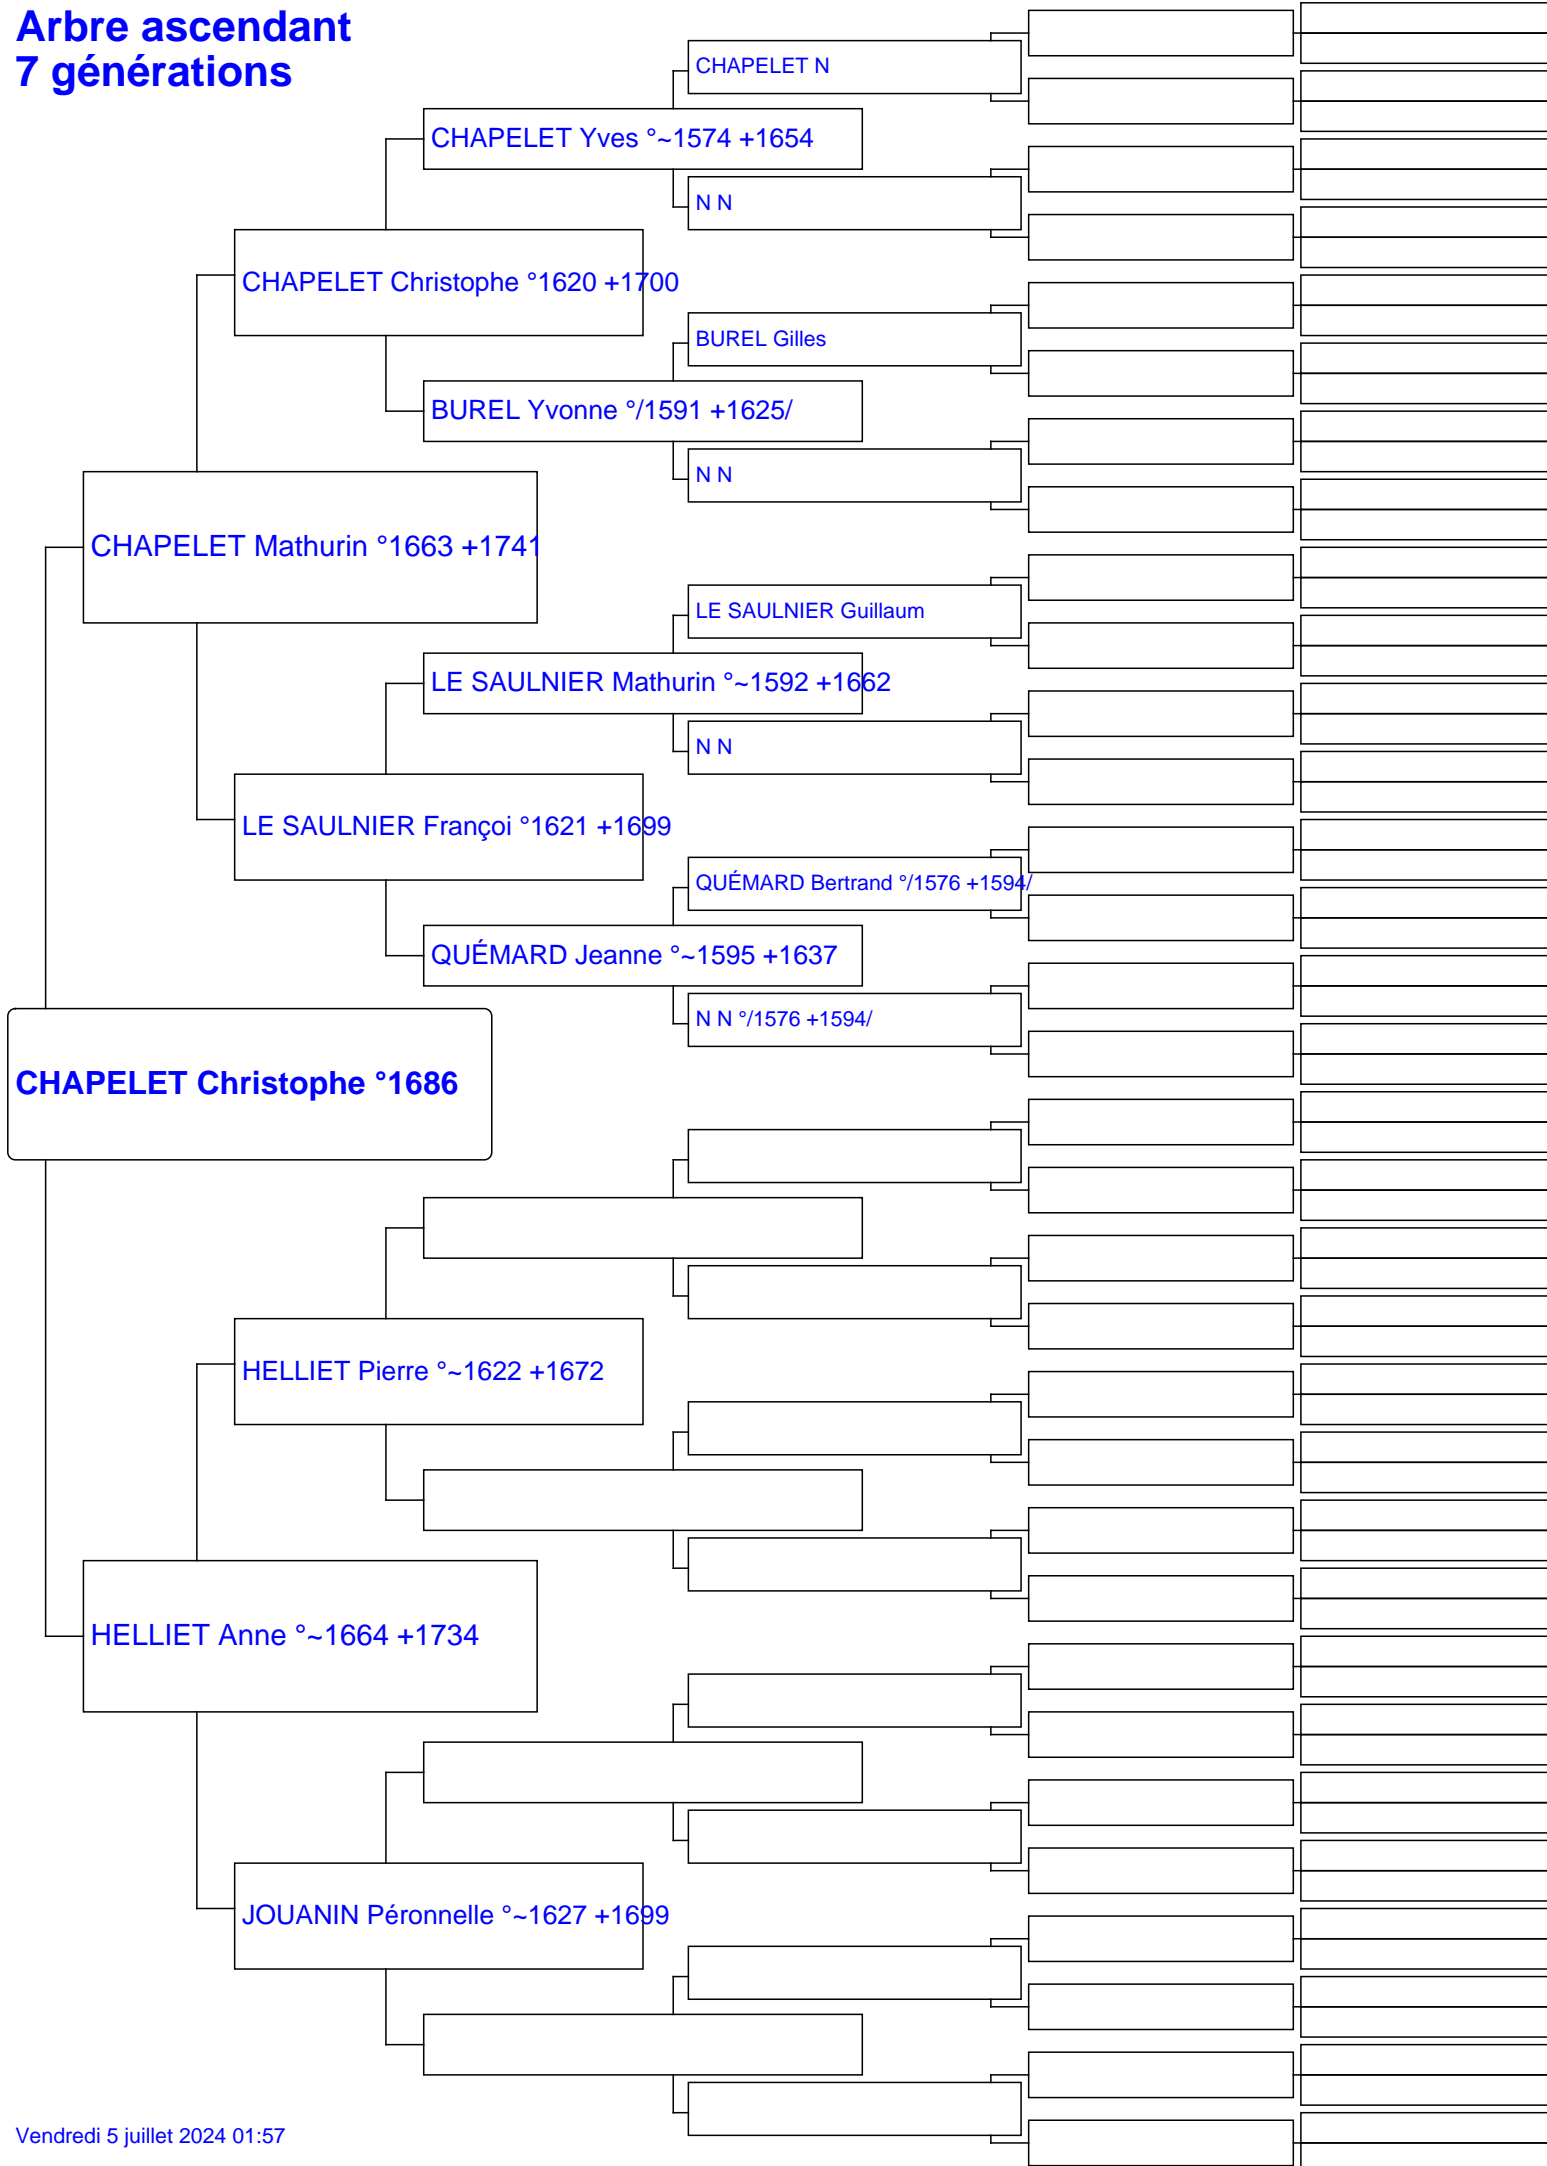 Arbre ascendant
7 générations
CHAPELET N
CHAPELET Yves °~1574 +1654
N N
CHAPELET Christophe °1620 +1700
BUREL Gilles
BUREL Yvonne °/1591 +1625/
N N
CHAPELET Mathurin °1663 +1741
LE SAULNIER Guillaum
LE SAULNIER Mathurin °~1592 +1662
N N
LE SAULNIER Françoi °1621 +1699
QUÉMARD Bertrand °/1576 +1594/
QUÉMARD Jeanne °~1595 +1637
N N °/1576 +1594/
CHAPELET Christophe °1686
HELLIET Pierre °~1622 +1672
HELLIET Anne °~1664 +1734
JOUANIN Péronnelle °~1627 +1699
Vendredi 5 juillet 2024 01:57